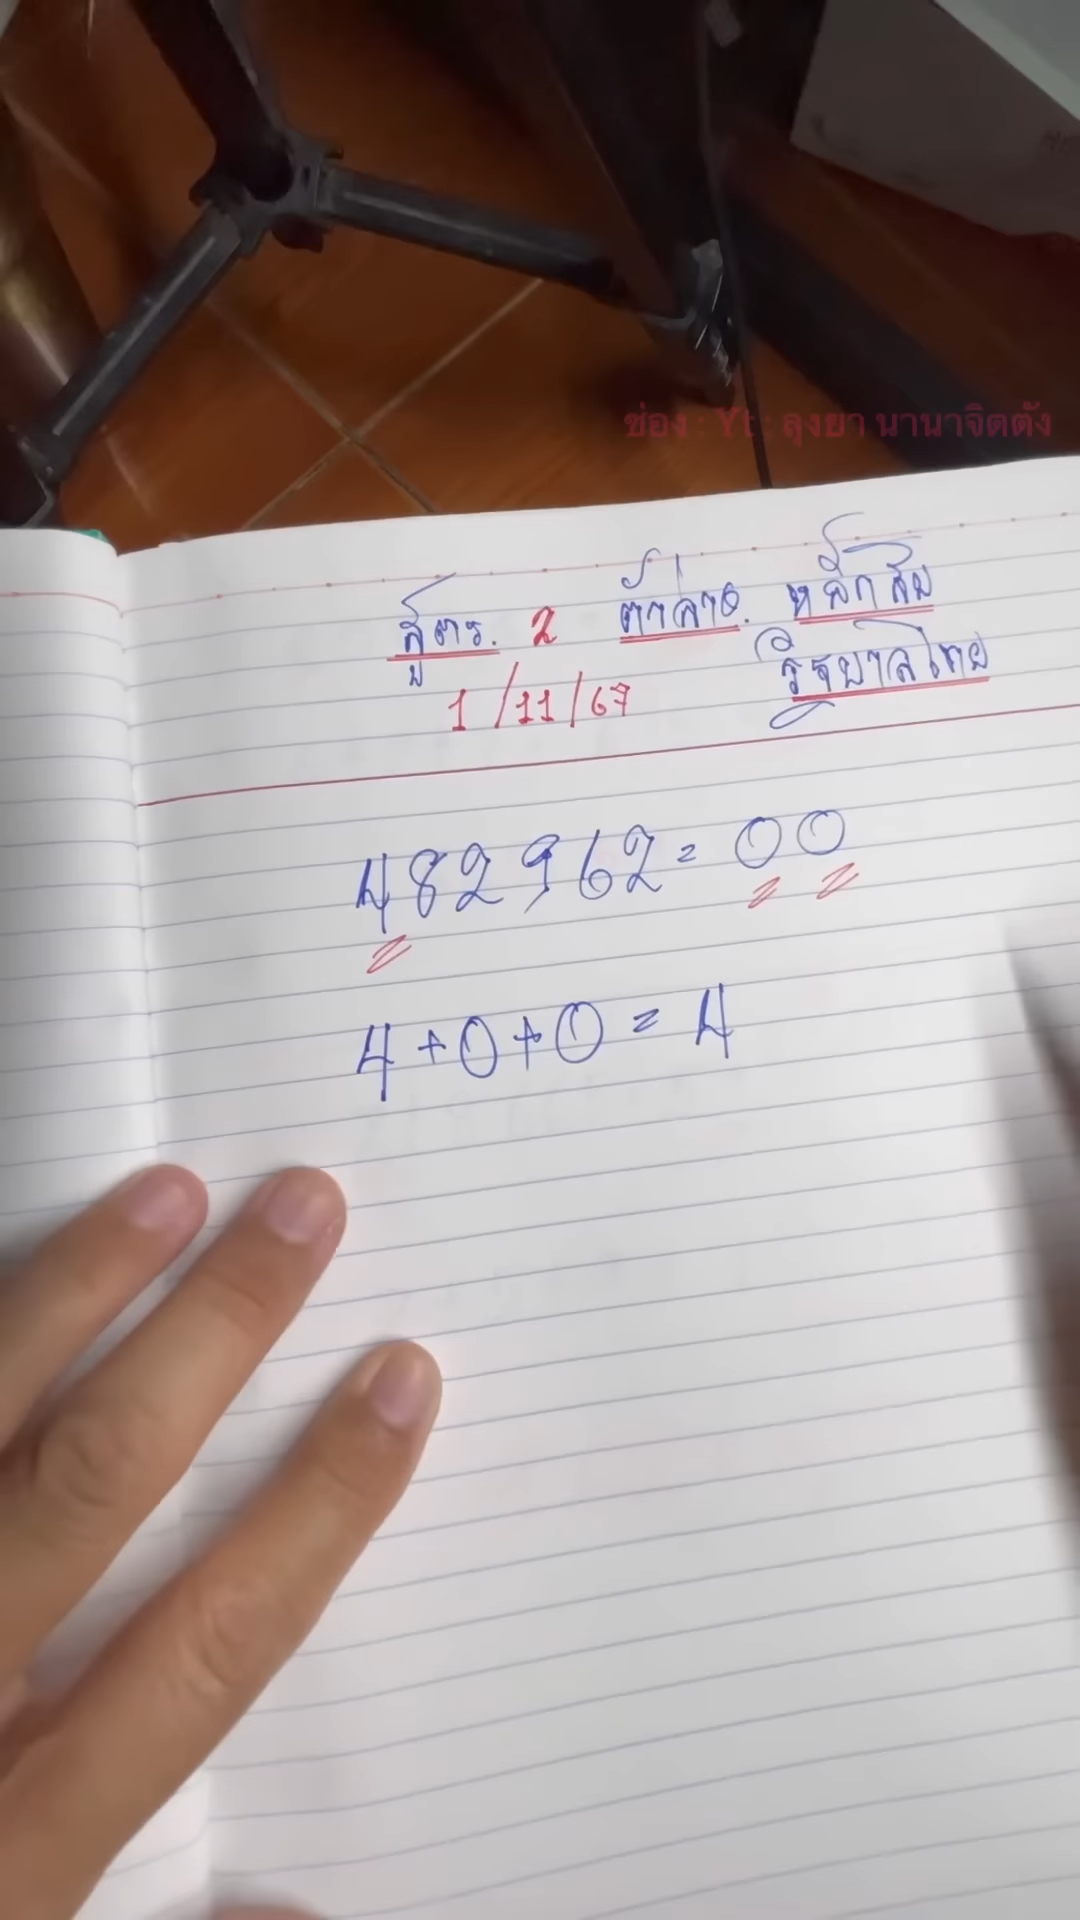 ช่อง : Yt : ลุงยา นานาจิตตัง
สูตร. 2 ตัวล่าง. หลักสิบ
1/11/67 รัฐบาลไทย
482962 = 00
4+0+0 = 4